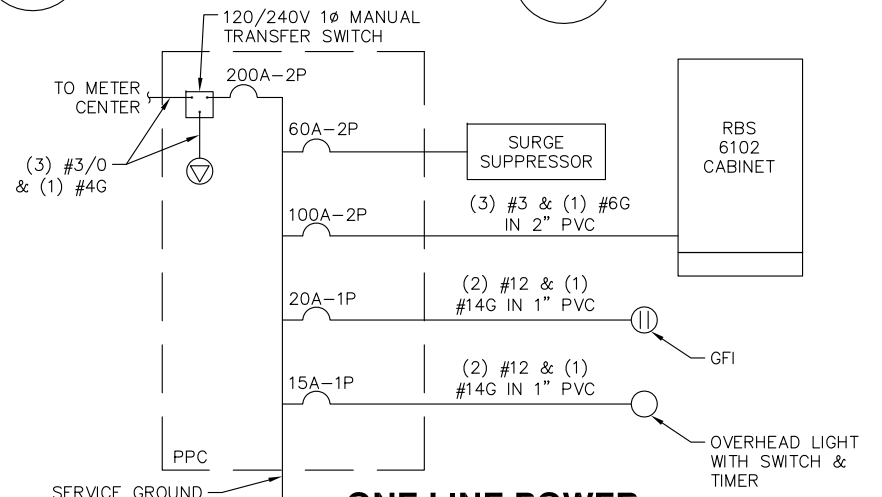 120/240V 1ø MANUAL
TRANSFER SWITCH
200A-2P
TO METER
CENTER
(3) #3/0
& (1) #4G
60A-2P
SURGE
SUPPRESSOR
RBS
6102
CABINET
100A-2P
(3) #3 & (1) #6G
IN 2" PVC
20A-1P
(2) #12 & (1)
#14G IN 1" PVC
GFI
15A-1P
(2) #12 & (1)
#14G IN 1" PVC
OVERHEAD LIGHT
WITH SWITCH &
TIMER
PPC
SERVICE GROUND
ONE LINE POWER